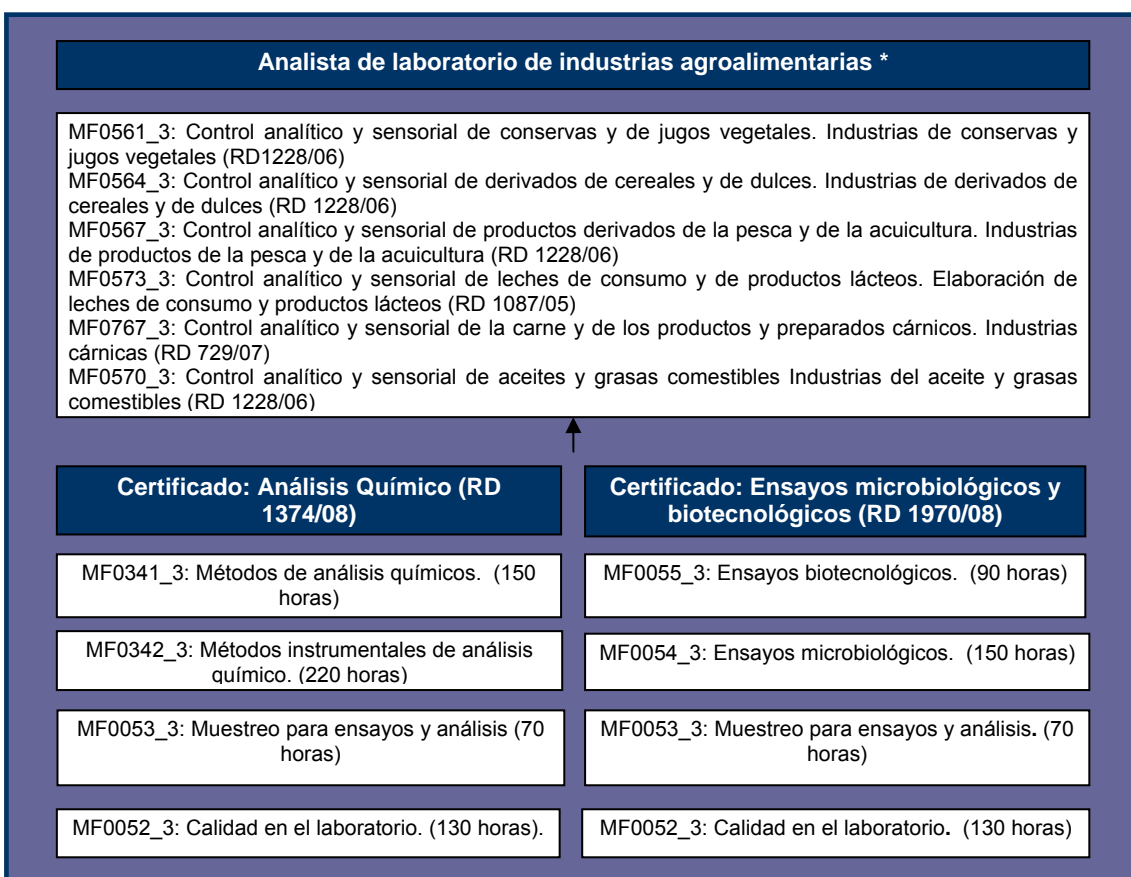 Analista de laboratorio de industrias agroalimentarias *
MF0561_3: Control analítico y sensorial de conservas y de jugos vegetales. Industrias de conservas y
jugos vegetales (RD1228/06)
MF0564_3: Control analítico y sensorial de derivados de cereales y de dulces. Industrias de derivados de
cereales y de dulces (RD 1228/06)
MF0567_3: Control analítico y sensorial de productos derivados de la pesca y de la acuicultura. Industrias
de productos de la pesca y de la acuicultura (RD 1228/06)
MF0573_3: Control analítico y sensorial de leches de consumo y de productos lácteos. Elaboración de
leches de consumo y productos lácteos (RD 1087/05)
MF0767_3: Control analítico y sensorial de la carne y de los productos y preparados cárnicos. Industrias
cárnicas (RD 729/07)
MF0570_3: Control analítico y sensorial de aceites y grasas comestibles Industrias del aceite y grasas
comestibles (RD 1228/06)
Certificado: Análisis Químico (RD
1374/08)
MF0341_3: Métodos de análisis químicos. (150
horas)
MF0342_3: Métodos instrumentales de análisis
químico. (220 horas)
MF0053_3: Muestreo para ensayos y análisis (70
horas)
MF0052_3: Calidad en el laboratorio. (130 horas).
Certificado: Ensayos microbiológicos y
biotecnológicos (RD 1970/08)
MF0055_3: Ensayos biotecnológicos. (90 horas)
MF0054_3: Ensayos microbiológicos. (150 horas)
MF0053_3: Muestreo para ensayos y análisis. (70
horas)
MF0052_3: Calidad en el laboratorio. (130 horas)